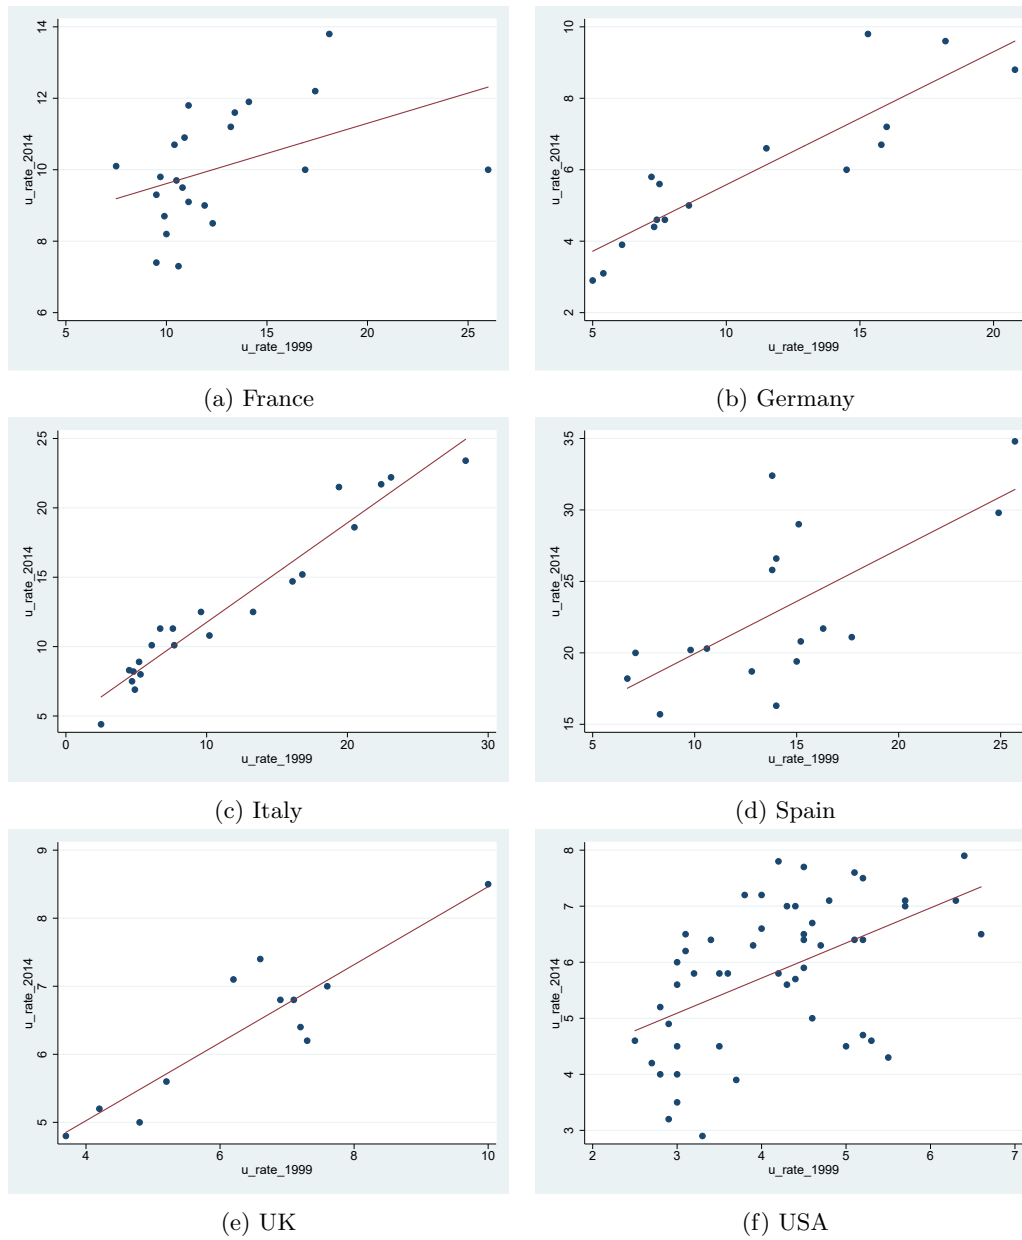 u_rate_2014
14
12
10
8
6
5 10 15 20 25
u_rate_1999
(a) France
u_rate_2014
10
8
6
4
2
5 10 15 20
u_rate_1999
(b) Germany
u_rate_2014
25
20
15
10
5
0 10 20 30
u_rate_1999
(c) Italy
u_rate_2014
35
30
25
20
15
5 10 15 20 25
u_rate_1999
(d) Spain
u_rate_2014
9
8
7
6
5
4 6 8 10
u_rate_1999
(e) UK
u_rate_2014
8
7
6
5
4
3
2 3 4 5 6 7
u_rate_1999
(f) USA